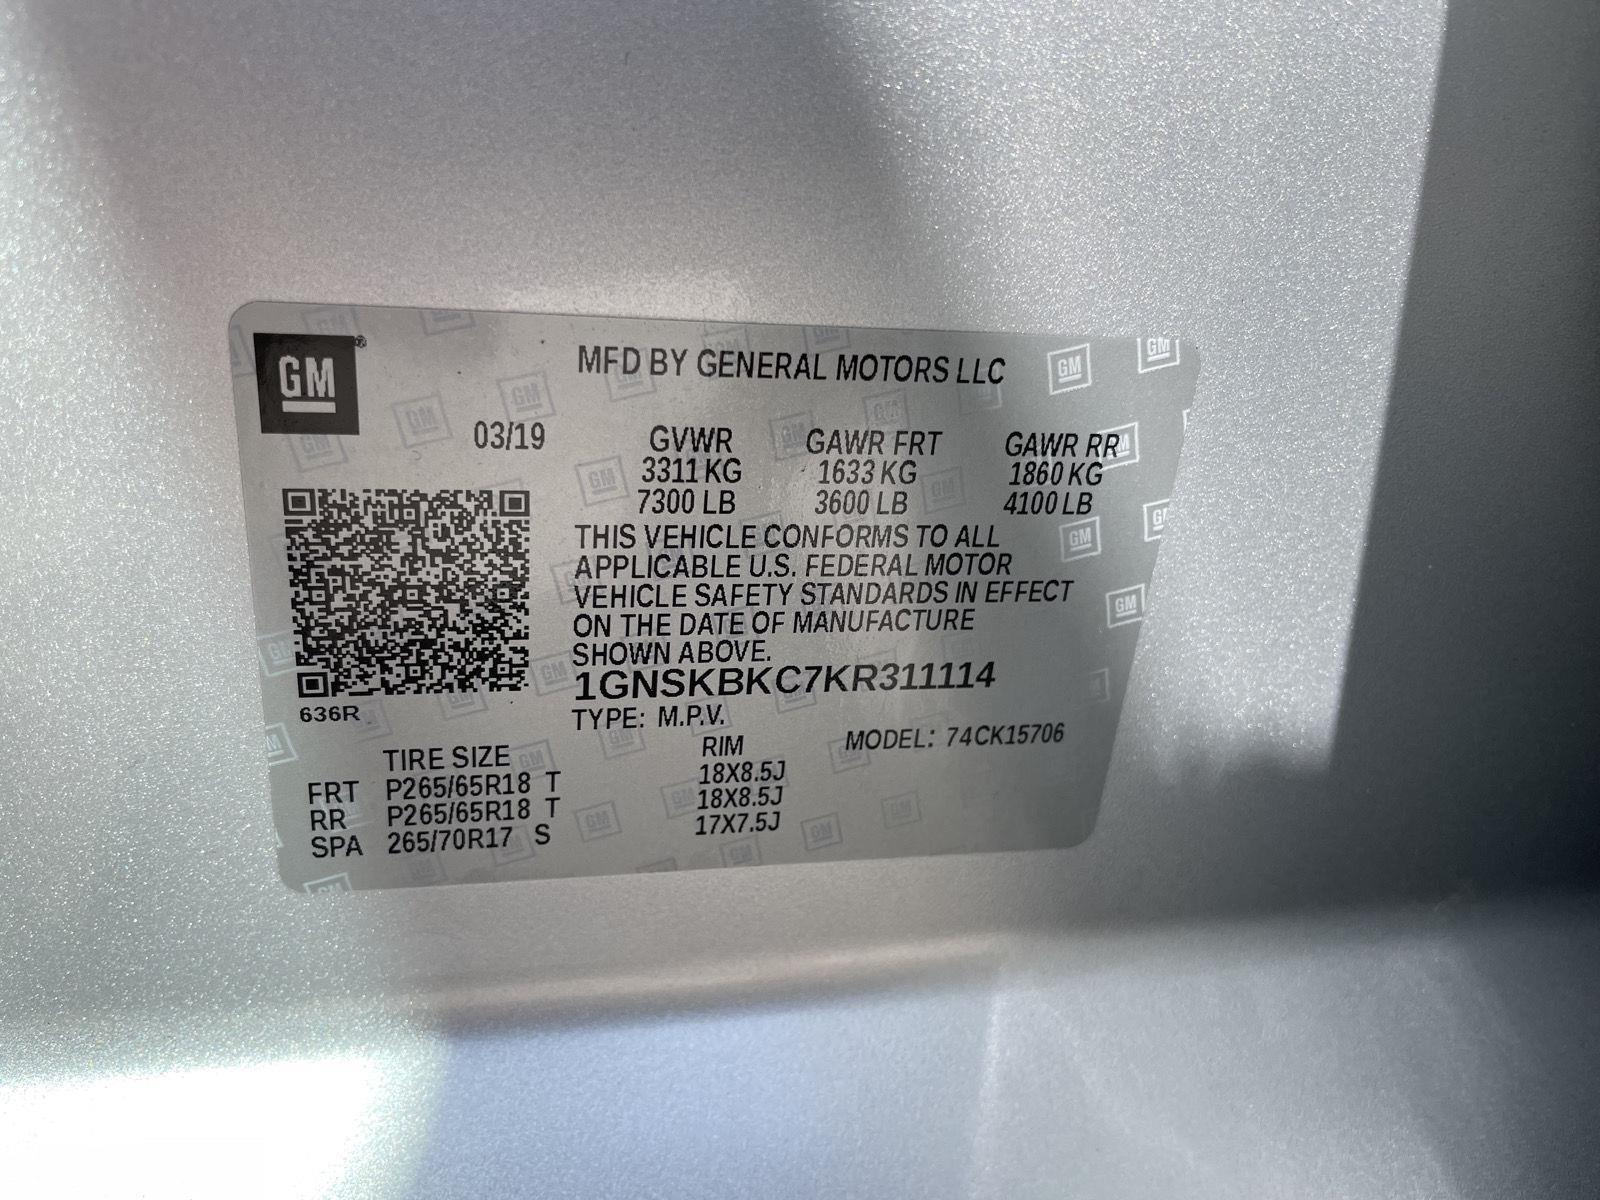 GM
MFD BY GENERAL MOTORS LLC
03/19
GVWR GAWR FRT GAWR RR
3311 KG 1633 KG 1860 KG
7300 LB 3600 LB 4100 LB
THIS VEHICLE CONFORMS TO ALL
APPLICABLE U.S. FEDERAL MOTOR
VEHICLE SAFETY STANDARDS IN EFFECT
ON THE DATE OF MANUFACTURE
SHOWN ABOVE.
1GNSKBKC7KR311114
636R
TYPE: M.P.V. MODEL: 74CK15706
TIRE SIZE RIM
FRT P265/65R18 T 18X8.5J
RR P265/65R18 T 18X8.5J
SPA 265/70R17 S 17X7.5J